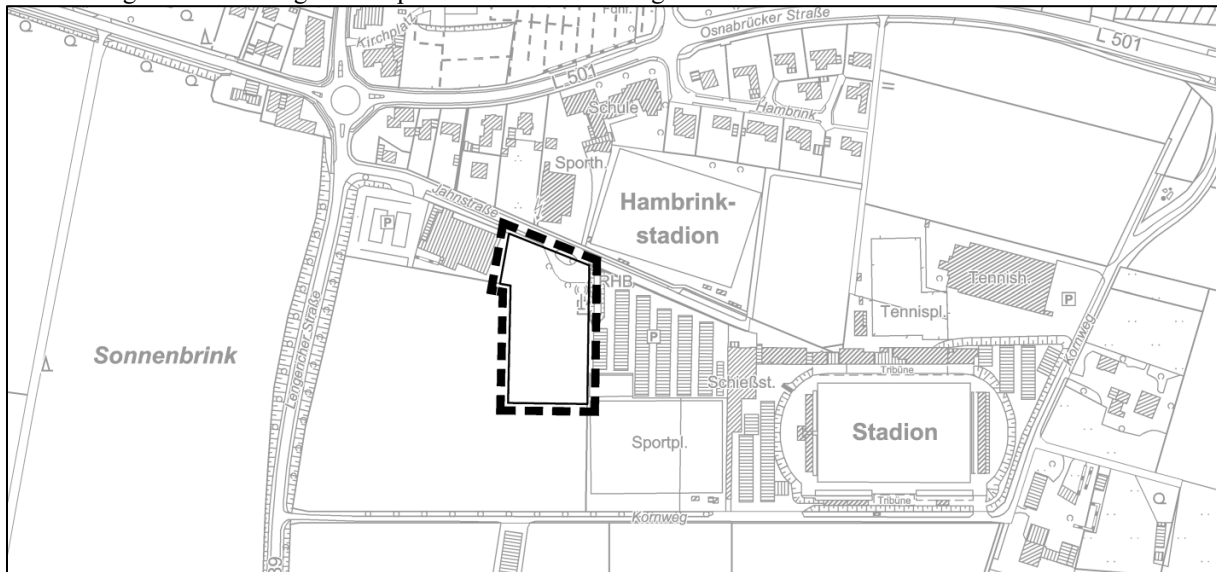 Kirchplatz
L 501
Osnabrücker Straße
L 501
Schule
Hambrink
Sporth.
Jahnstraße
Hambrink-
stadion
P
RHB
Tennish.
P
Tennispl.
Lengericher Straße
Sonnenbrink
P
Kornweg
Schießst.
Tribüne
Stadion
Sportpl.
Tribüne
Kornweg